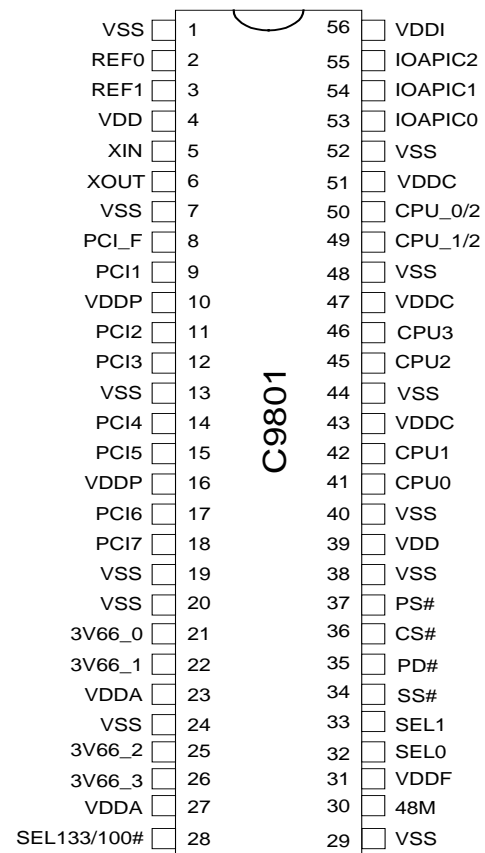 VSS 1 56 VDDI
REF0 2 55 IOAPIC2
REF1 3 54 IOAPIC1
VDD 4 53 IOAPIC0
XIN 5 52 VSS
XOUT 6 51 VDDC
VSS 7 50 CPU_0/2
PCI_F 8 49 CPU_1/2
PCI1 9 48 VSS
VDDP 10 47 VDDC
PCI2 11 46 CPU3
PCI3 12 45 CPU2
VSS 13 44 VSS
PCI4 14 43 VDDC
PCI5 15 42 CPU1
VDDP 16 41 CPU0
PCI6 17 40 VSS
PCI7 18 39 VDD
VSS 19 38 VSS
VSS 20 37 PS#
3V66_0 21 36 CS#
3V66_1 22 35 PD#
VDDA 23 34 SS#
VSS 24 33 SEL1
3V66_2 25 32 SEL0
3V66_3 26 31 VDDF
VDDA 27 30 48M
SEL133/100# 28 29 VSS
C9801